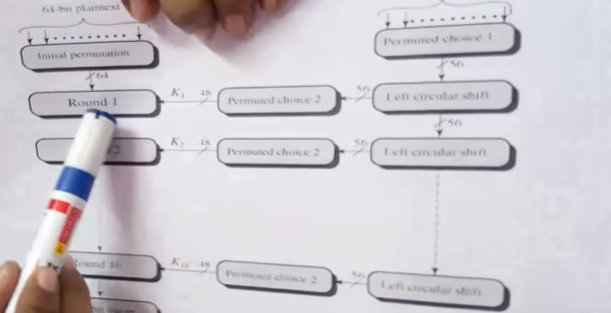 64-bit plaintext
Initial permutation
64
Round 1
K1 48
Permuted choice 2
56
Permuted choice 1
56
Left circular shift
56
K2 48
Permuted choice 2
56
Left circular shift
Round 16
K16 48
Permuted choice 2
56
Left circular shift